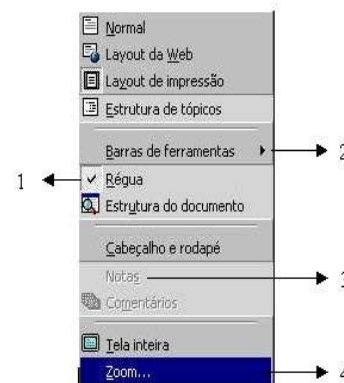 Normal
Layout da Web
Layout de impressão
Estrutura de tópicos
Barras de ferramentas
2
1
Régua
Estrutura do documento
Cabeçalho e rodapé
Notas
Comentários
Tela inteira
Zoom...
4